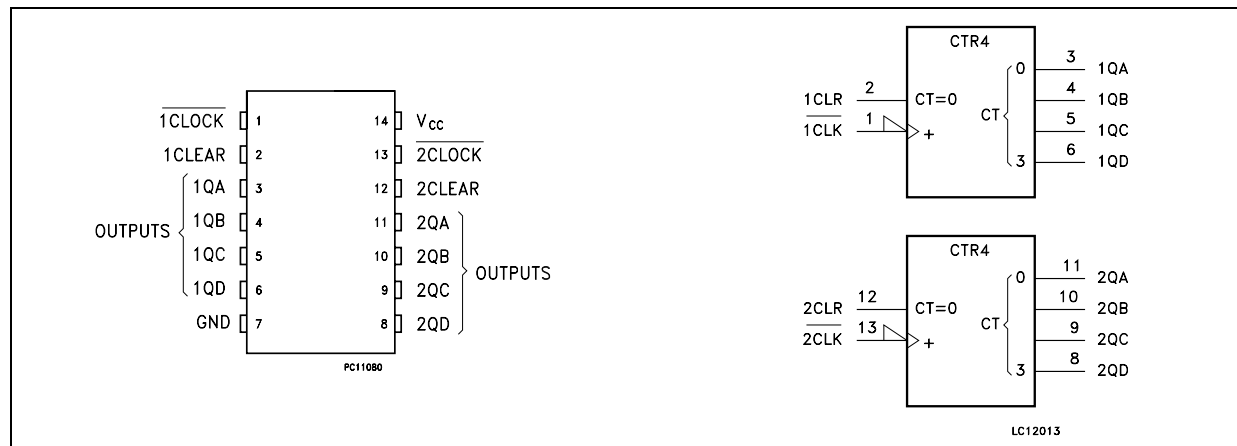 1CLOCK 1 14 Vcc
1CLEAR 2 13 2CLOCK
1QA 3 12 2CLEAR
1QB 4 11 2QA
OUTPUTS
1QC 5 10 2QB
OUTPUTS
1QD 6 9 2QC
GND 7 8 2QD
PC11080
CTR4
0 3 1QA
1CLR 2 CT=0 4 1QB
1CLK 1 + CT 5 1QC
3 6 1QD
CTR4
0 11 2QA
2CLR 12 CT=0 10 2QB
2CLK 13 + CT 9 2QC
3 8 2QD
LC12013